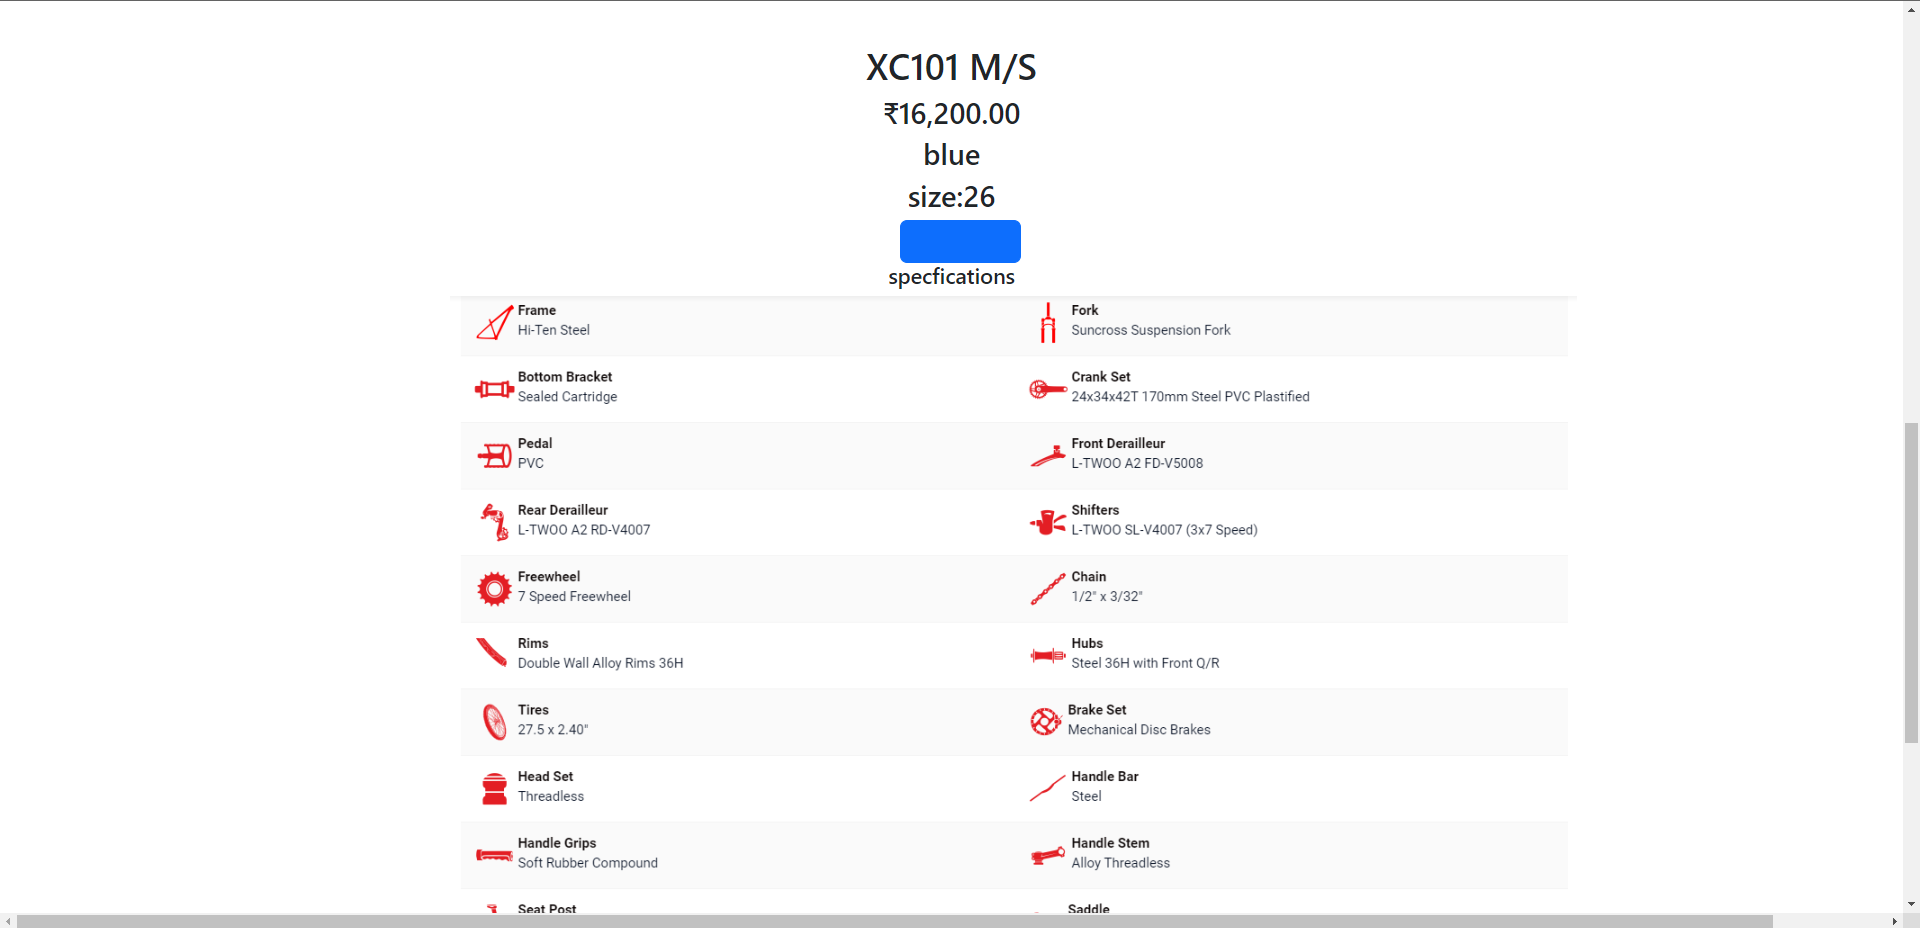 XC101 M/S
₹16,200.00
blue
size:26
specfications
Frame
Hi-Ten Steel
Fork
Suncross Suspension Fork
Bottom Bracket
Sealed Cartridge
Crank Set
24x34x42T 170mm Steel PVC Plastified
Pedal
PVC
Front Derailleur
L-TWOO A2 FD-V5008
Rear Derailleur
L-TWOO A2 RD-V4007
Shifters
L-TWOO SL-V4007 (3x7 Speed)
Freewheel
7 Speed Freewheel
Chain
1/2" x 3/32"
Rims
Double Wall Alloy Rims 36H
Hubs
Steel 36H with Front Q/R
Tires
27.5 x 2.40"
Brake Set
Mechanical Disc Brakes
Head Set
Threadless
Handle Bar
Steel
Handle Grips
Soft Rubber Compound
Handle Stem
Alloy Threadless
Seat Post
Saddle